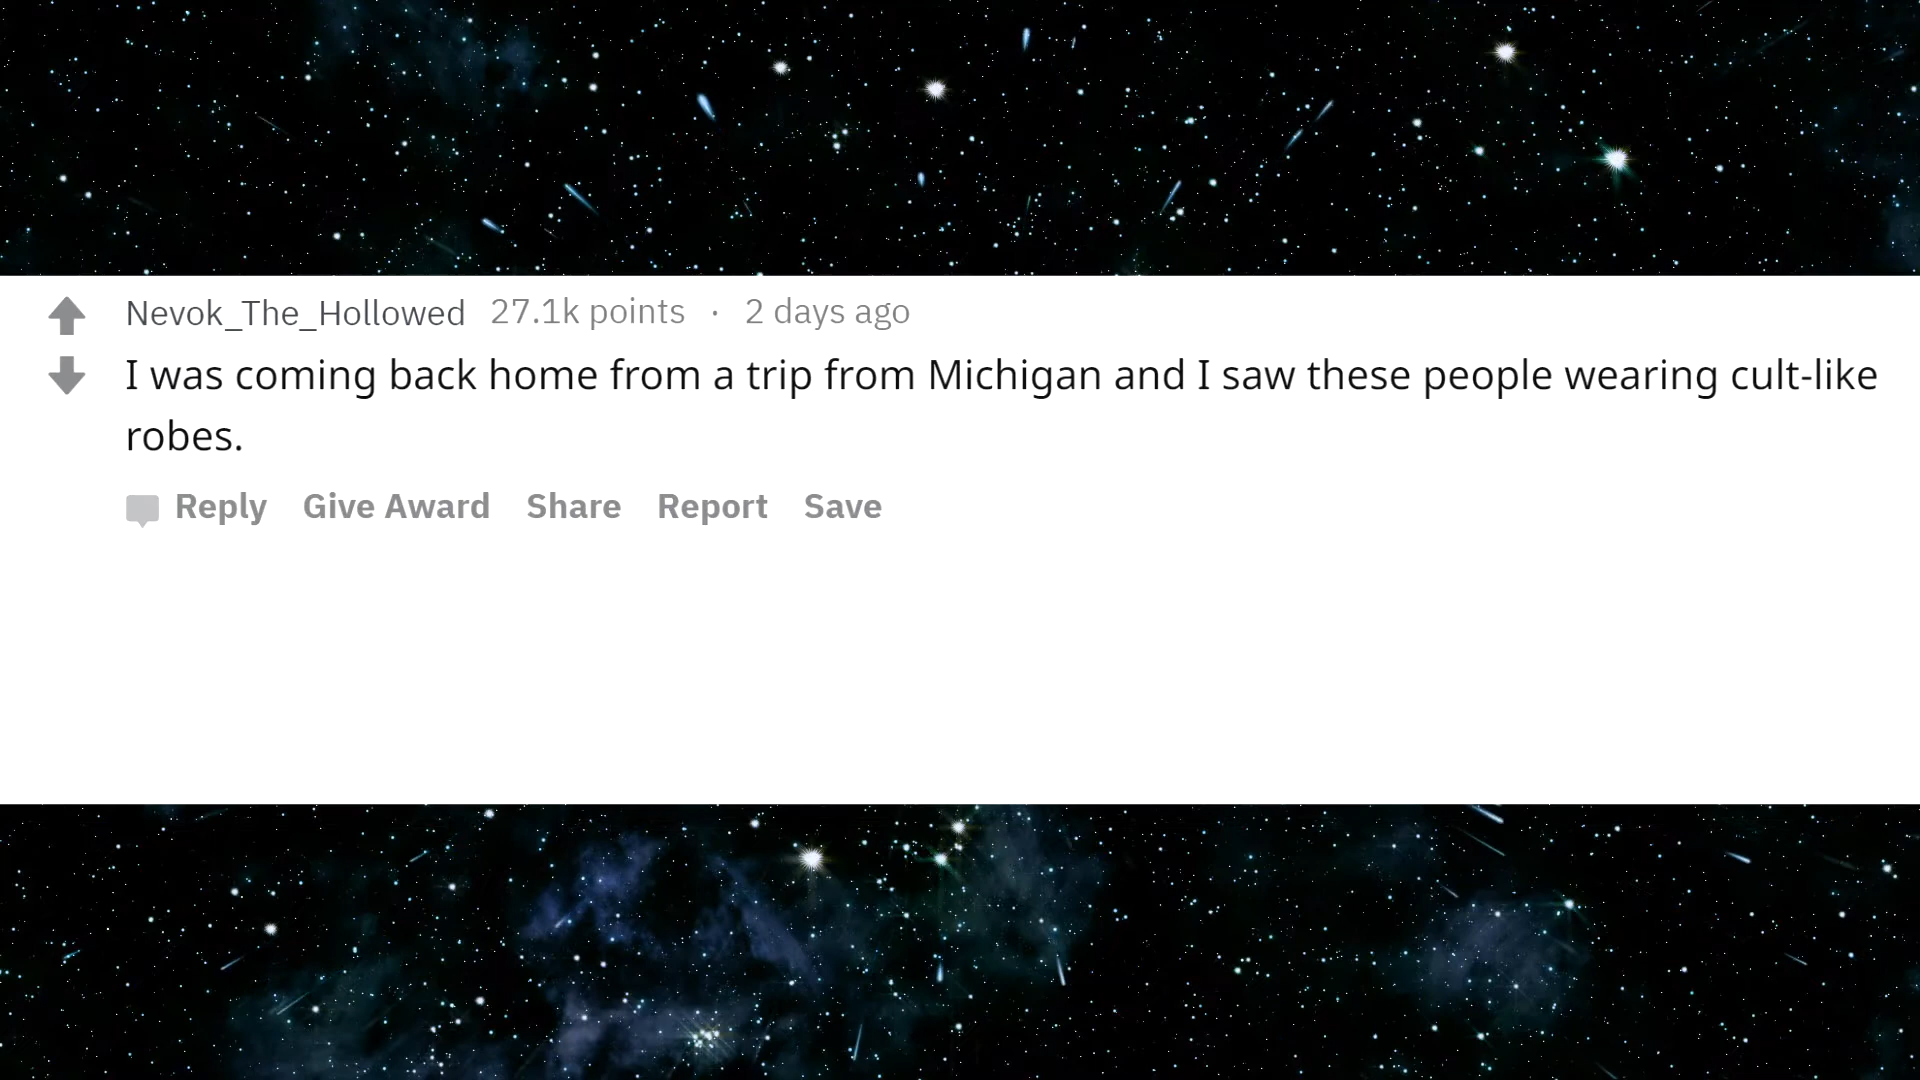 Nevok_The_Hollowed 27.1k points · 2 days ago
I was coming back home from a trip from Michigan and I saw these people wearing cult-like
robes.
Reply Give Award Share Report Save